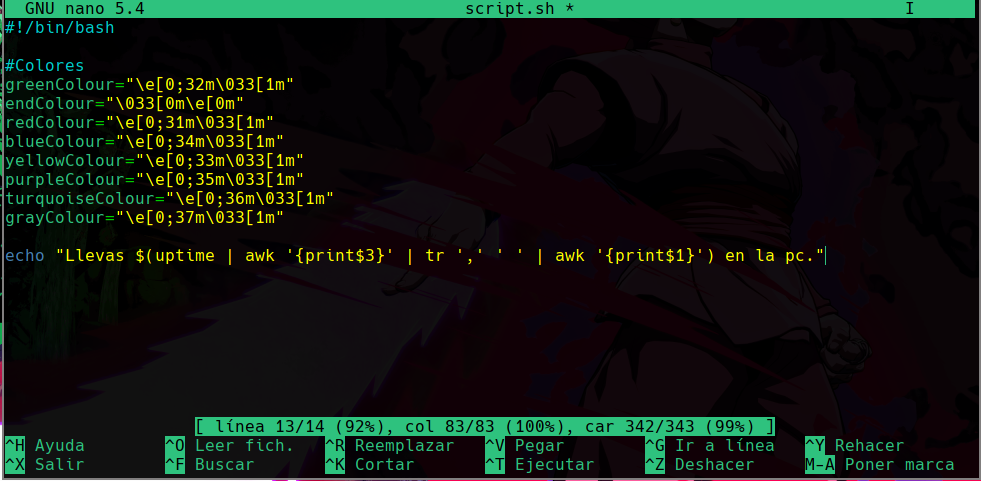 GNU nano 5.4 script.sh * I
#!/bin/bash
#Colores
greenColour="\e[0;32m\033[1m"
endColour="\033[0m\e[0m"
redColour="\e[0;31m\033[1m"
blueColour="\e[0;34m\033[1m"
yellowColour="\e[0;33m\033[1m"
purpleColour="\e[0;35m\033[1m"
turquoiseColour="\e[0;36m\033[1m"
grayColour="\e[0;37m\033[1m"
echo "Llevas $(uptime | awk '{print$3}' | tr ',' ' ' | awk '{print$1}') en la pc."
[ línea 13/14 (92%), col 83/83 (100%), car 342/343 (99%) ]
^H Ayuda ^O Leer fich. ^R Reemplazar ^V Pegar ^G Ir a línea ^Y Rehacer
^X Salir ^F Buscar ^K Cortar ^T Ejecutar ^Z Deshacer M-A Poner marca